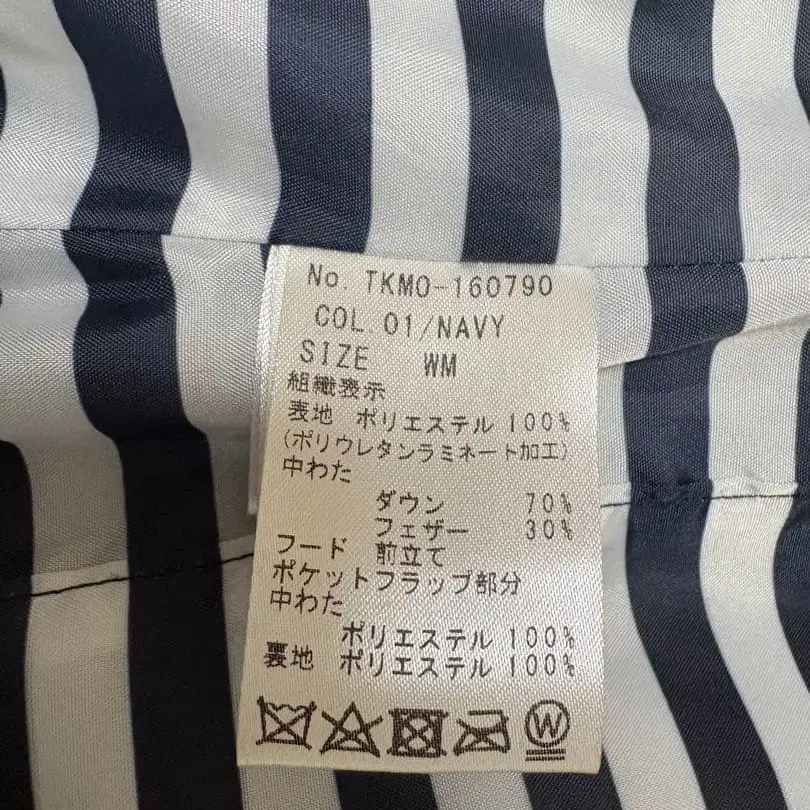 No. TKMO-160790
COL. 01/NAVY
SIZE WM
組織表示
表地 ポリエステル 100%
(ポリウレタンラミネート加工)
中わた
ダウン 70%
フェザー 30%
フード 前立て
ポケットフラップ部分
中わた
ポリエステル 100%
裏地 ポリエステル 100%
W